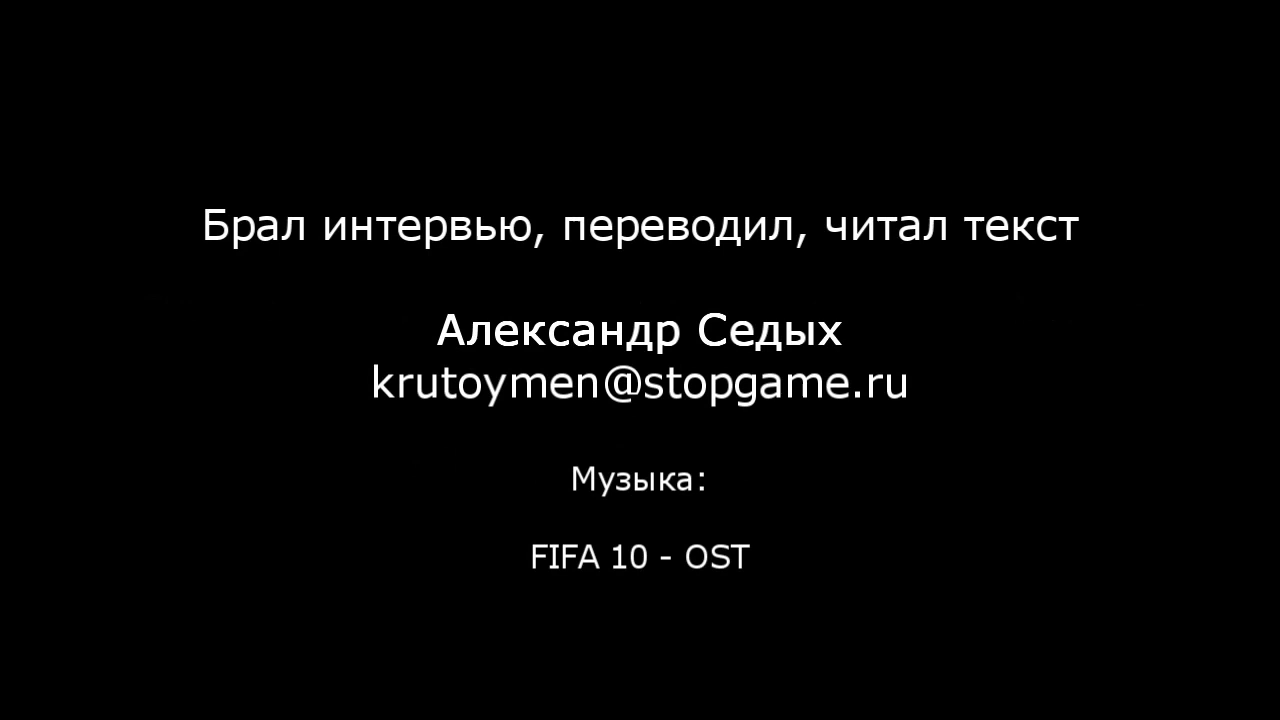 Брал интервью, переводил, читал текст
Александр Седых
krutoymen@stopgame.ru
Музыка:
FIFA 10 - OST